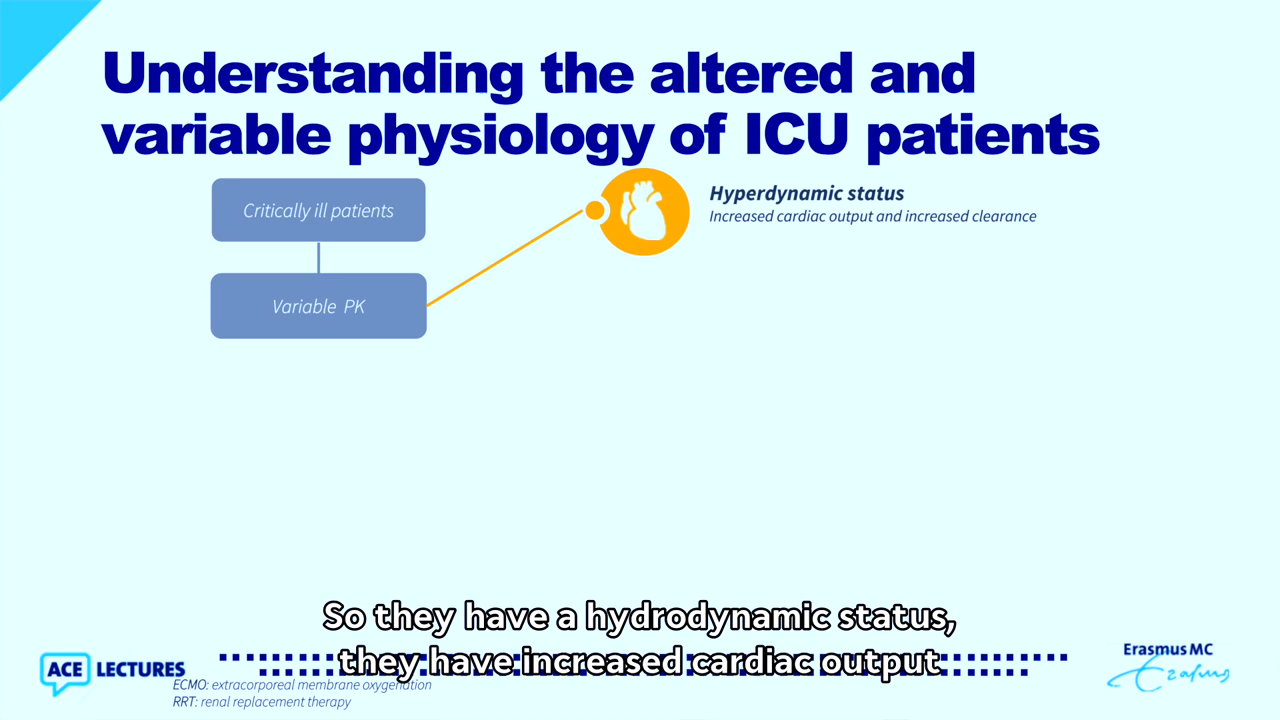 Understanding the altered and
variable physiology of ICU patients
Critically ill patients
Variable PK
Hyperdynamic status
Increased cardiac output and increased clearance
So they have a hydrodynamic status,
they have increased cardiac output
ACE LECTURES
ECMO: extracorporeal membrane oxygenation
RRT: renal replacement therapy
Erasmus MC
Erasmus